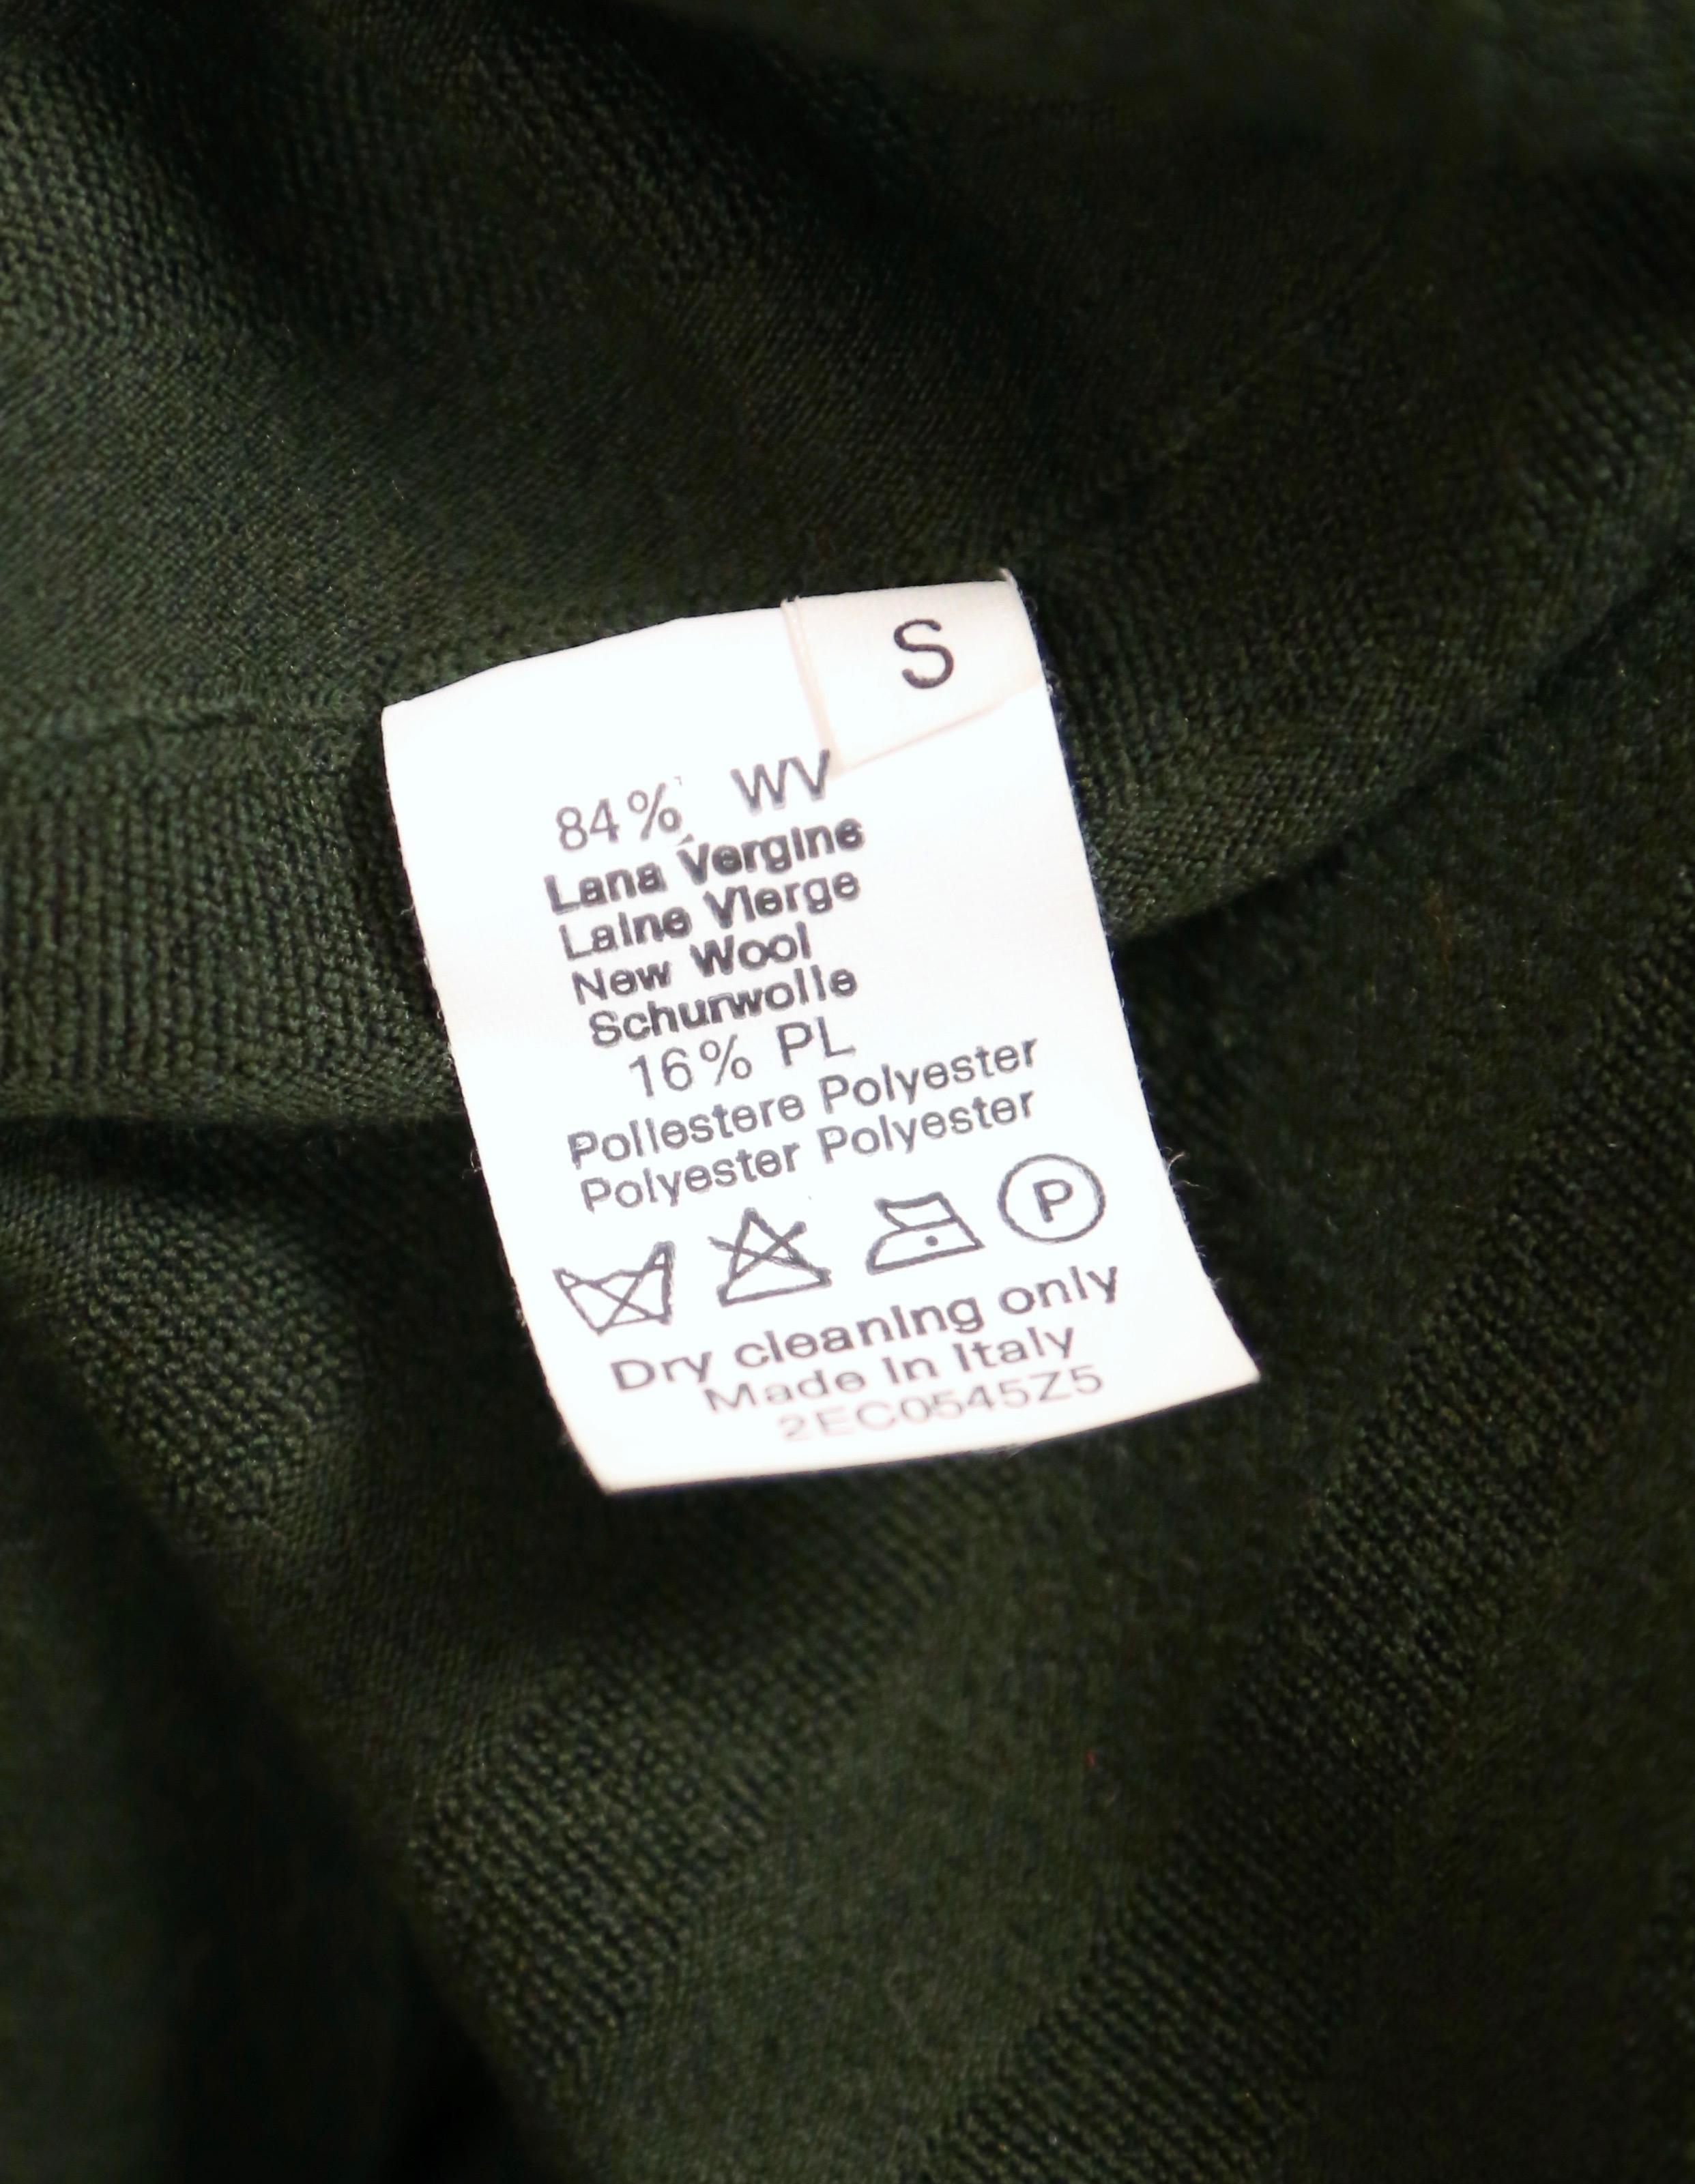 S
84% WV
Lana Vergine
Laine Vierge
New Wool
Schurwolle
16% PL
Poliestere Polyester
Polyester Polyester
P
Dry cleaning only
Made In Italy
2EC0545Z5